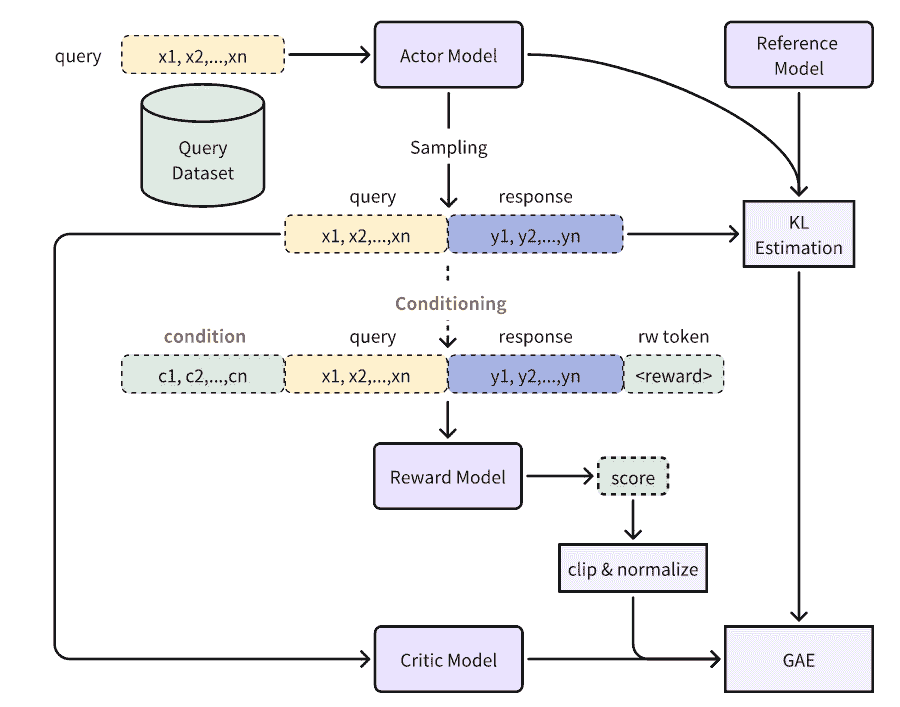 query
x1, x2,...,xn
Actor Model
Reference
Model
Query
Dataset
Sampling
query
response
x1, x2,...,xn
y1, y2,...,yn
KL
Estimation
Conditioning
condition
query
response
rw token
c1, c2,...,cn
x1, x2,...,xn
y1, y2,...,yn
<reward>
Reward Model
score
clip & normalize
Critic Model
GAE